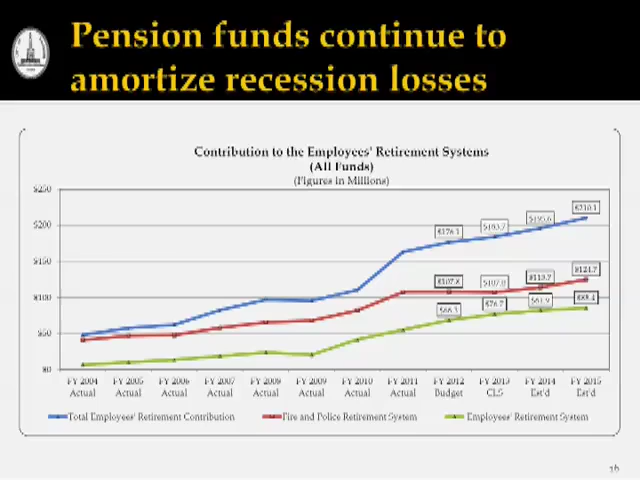 Pension funds continue to
amortize recession losses
Contribution to the Employees' Retirement Systems
(All Funds)
(Figures in Millions)
$250
$200
$150
$100
$50
$0
$176.1
$183.7
$195.6
$210.1
$107.8
$107.0
$113.7
$121.7
$68.3
$76.7
$81.9
$88.4
FY 2004 FY 2005 FY 2006 FY 2007 FY 2008 FY 2009 FY 2010 FY 2011 FY 2012 FY 2013 FY 2014 FY 2015
Actual Actual Actual Actual Actual Actual Actual Actual Budget CLS Est'd Est'd
Total Employees' Retirement Contribution Fire and Police Retirement System Employees' Retirement System
16